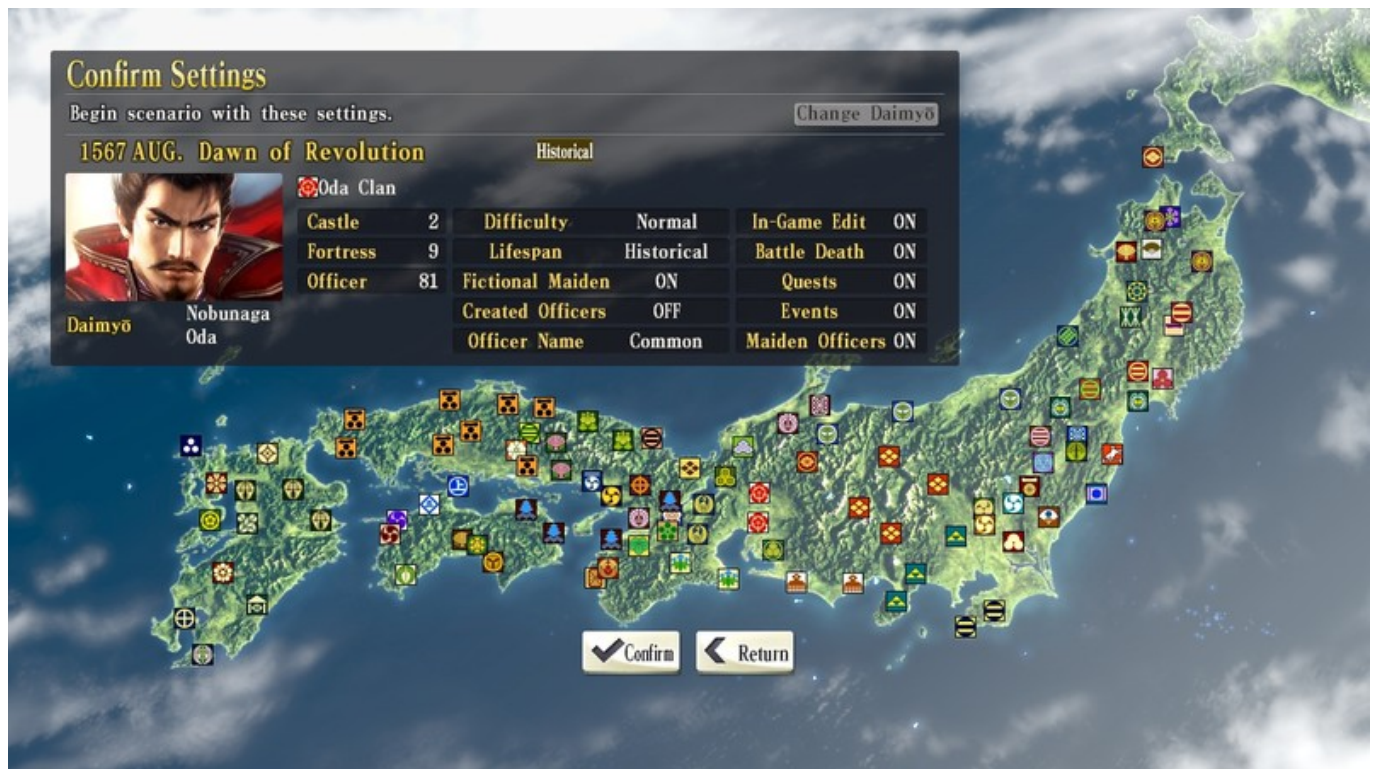 Confirm Settings
Begin scenario with these settings.
Change Daimyō
1567 AUG. Dawn of Revolution
Historical
Oda Clan
Castle 2
Fortress 9
Officer 81
Daimyō
Nobunaga
Oda
Difficulty Normal
Lifespan Historical
Fictional Maiden ON
Created Officers OFF
Officer Name Common
In-Game Edit ON
Battle Death ON
Quests ON
Events ON
Maiden Officers ON
Confirm
Return